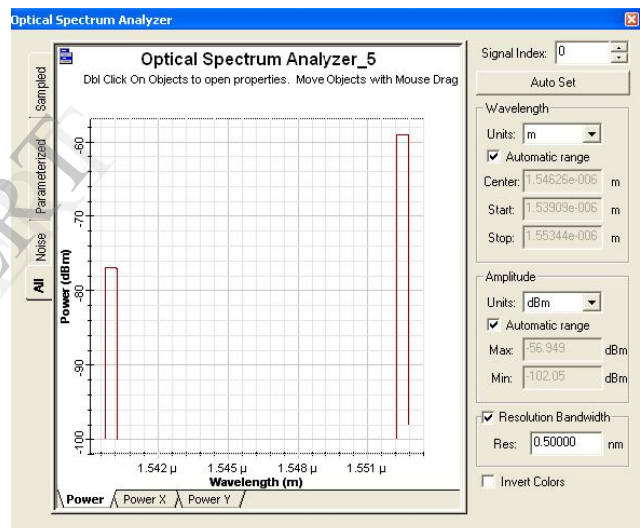 Optical Spectrum Analyzer
Optical Spectrum Analyzer_5
Dbl Click On Objects to open properties. Move Objects with Mouse Drag
Sampled
Parameterized
Noise
All
Power (dBm)
-60
-70
-80
-90
-100
1.542 µ
1.545 µ
1.548 µ
1.551 µ
Wavelength (m)
Power
Power X
Power Y
Signal Index: 0
Auto Set
Wavelength
Units: m
Automatic range
Center: 1.54626e-006 m
Start: 1.53909e-006 m
Stop: 1.55344e-006 m
Amplitude
Units: dBm
Automatic range
Max: -56.949 dBm
Min: -102.05 dBm
Resolution Bandwidth
Res: 0.50000 nm
Invert Colors